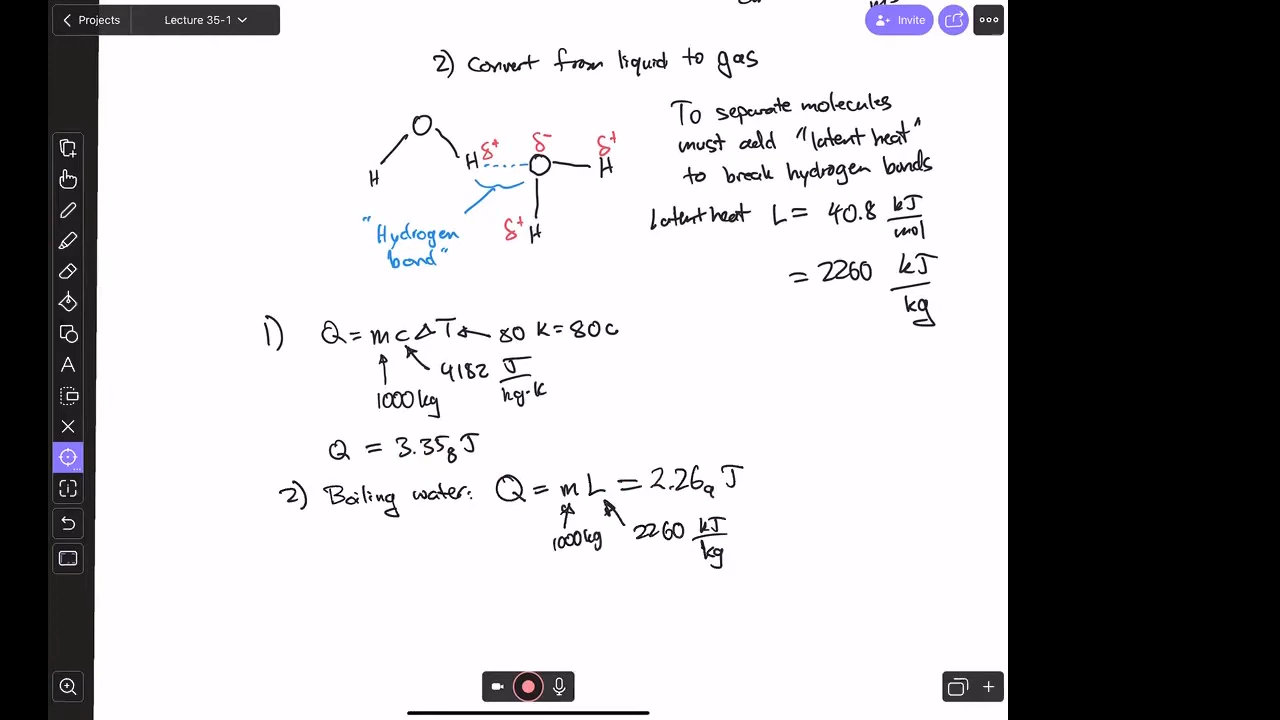 Projects
Lecture 35-1
Invite
2) Convert from liquid to gas
To separate molecules
must add "latent heat"
to break hydrogen bonds
Latent heat L = 40.8 kJ/mol
= 2260 kJ/kg
O
H
H δ+
O δ-
H δ+
δ+ H
"Hydrogen
bond"
1) Q = m c ΔT ← 80 K = 80 C
4182 J/kg·K
1000 kg
Q = 3.35₈ J
2) Boiling water: Q = m L = 2.26₉ J
1000 kg
2260 kJ/kg
A